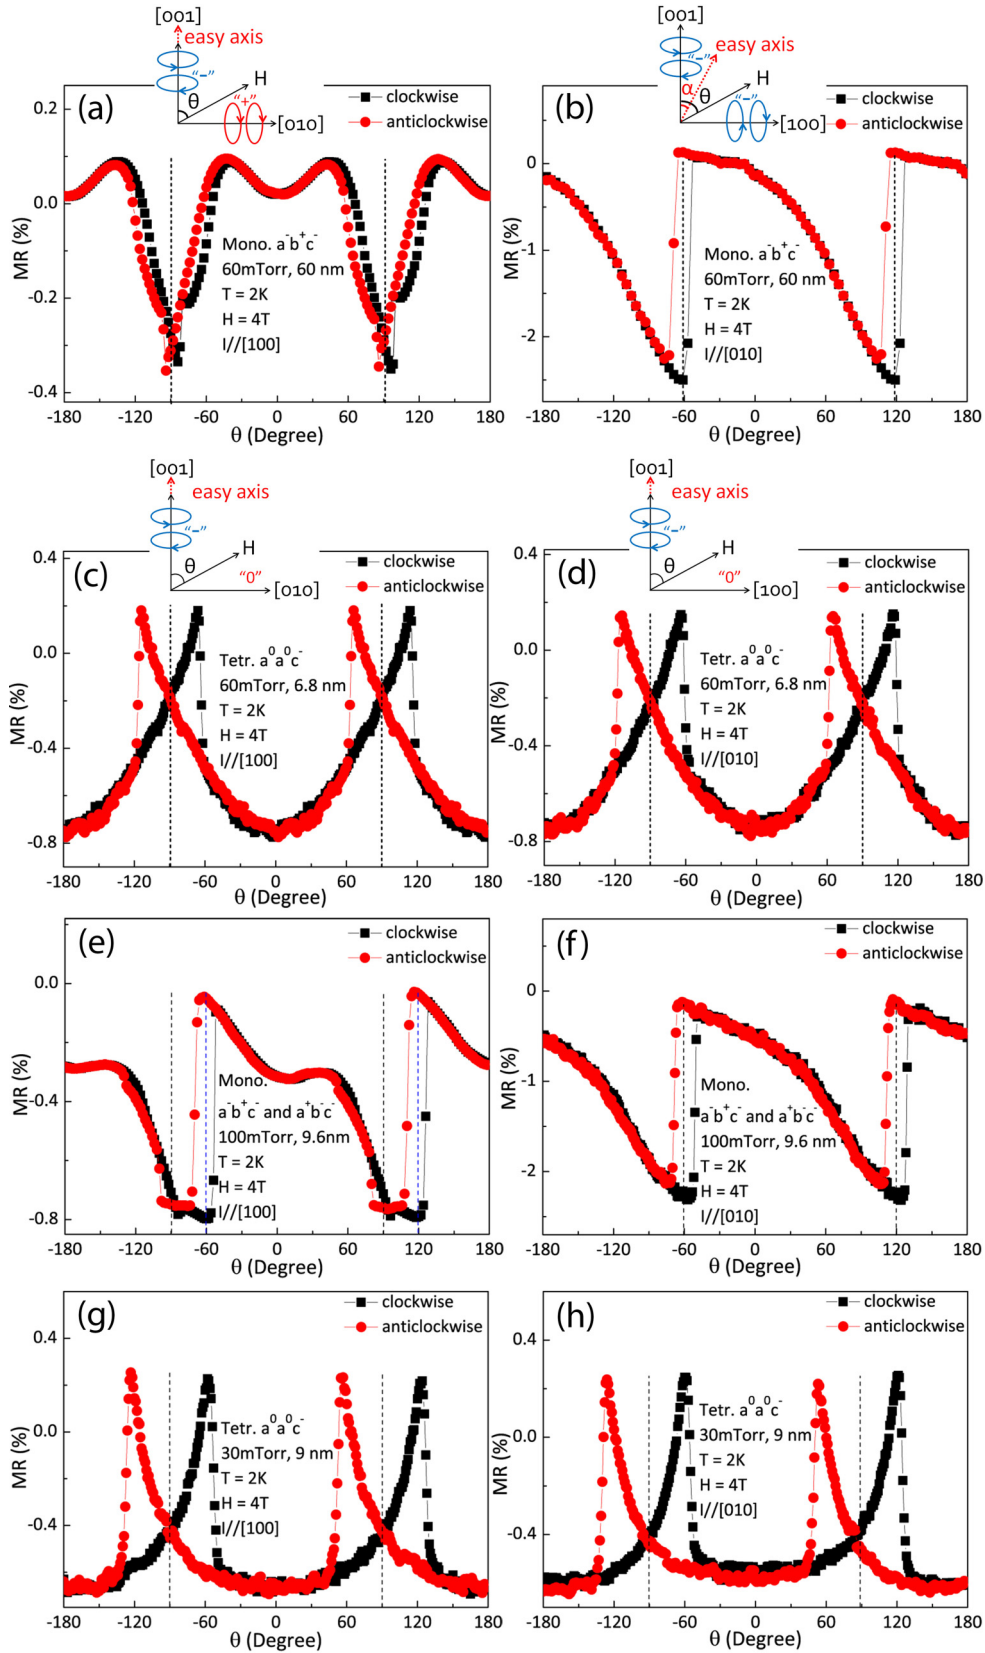 [001]
easy axis
"–"
H
θ
"+"
[010]
(a)
clockwise
anticlockwise
0.2
0.0
-0.2
-0.4
MR (%)
Mono. a⁻b⁺c⁻
60mTorr, 60 nm
T = 2K
H = 4T
I//[100]
-180 -120 -60 0 60 120 180
θ (Degree)
[001]
easy axis
"–"
α
θ
H
"–"
[100]
(b)
clockwise
anticlockwise
0
-1
-2
MR (%)
Mono. a⁻b⁺c⁻
60mTorr, 60 nm
T = 2K
H = 4T
I//[010]
-180 -120 -60 0 60 120 180
θ (Degree)
[001]
easy axis
"–"
H
θ
"0"
[010]
(c)
clockwise
anticlockwise
0.4
0.0
-0.4
-0.8
MR (%)
Tetr. a⁰a⁰c⁻
60mTorr, 6.8 nm
T = 2K
H = 4T
I//[100]
-180 -120 -60 0 60 120 180
θ (Degree)
[001]
easy axis
"–"
H
θ
"0"
[100]
(d)
clockwise
anticlockwise
0.4
0.0
-0.4
-0.8
MR (%)
Tetr. a⁰a⁰c⁻
60mTorr, 6.8 nm
T = 2K
H = 4T
I//[010]
-180 -120 -60 0 60 120 180
θ (Degree)
(e)
clockwise
anticlockwise
0.0
-0.4
-0.8
MR (%)
Mono.
a⁻b⁺c⁻ and a⁺b⁻c⁻
100mTorr, 9.6nm
T = 2K
H = 4T
I//[100]
-180 -120 -60 0 60 120 180
θ (Degree)
(f)
clockwise
anticlockwise
0
-1
-2
MR (%)
Mono.
a⁻b⁺c⁻ and a⁺b⁻c⁻
100mTorr, 9.6 nm
T = 2K
H = 4T
I//[010]
-180 -120 -60 0 60 120 180
θ (Degree)
(g)
clockwise
anticlockwise
0.4
0.0
-0.4
MR (%)
Tetr. a⁰a⁰c⁻
30mTorr, 9 nm
T = 2K
H = 4T
I//[100]
-180 -120 -60 0 60 120 180
θ (Degree)
(h)
clockwise
anticlockwise
0.4
0.0
-0.4
MR (%)
Tetr. a⁰a⁰c⁻
30mTorr, 9 nm
T = 2K
H = 4T
I//[010]
-180 -120 -60 0 60 120 180
θ (Degree)